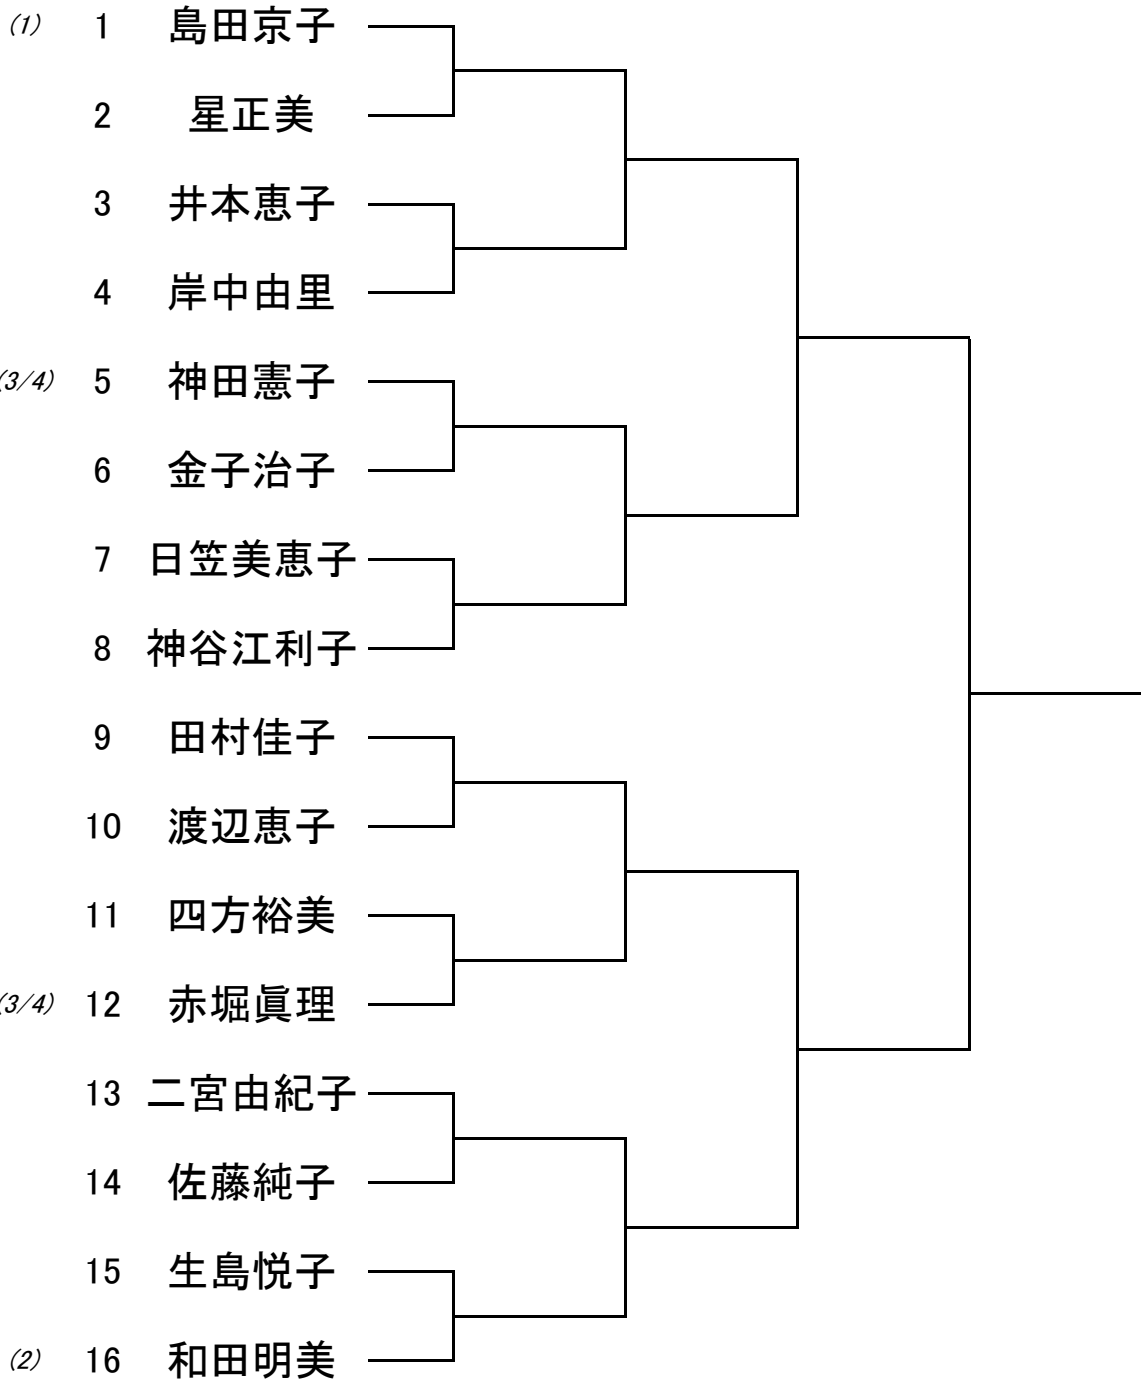 (1) 1 島田京子
2 星正美
3 井本恵子
4 岸中由里
(3/4) 5 神田憲子
6 金子治子
7 日笠美恵子
8 神谷江利子
9 田村佳子
10 渡辺恵子
11 四方裕美
(3/4) 12 赤堀眞理
13 二宮由紀子
14 佐藤純子
15 生島悦子
(2) 16 和田明美